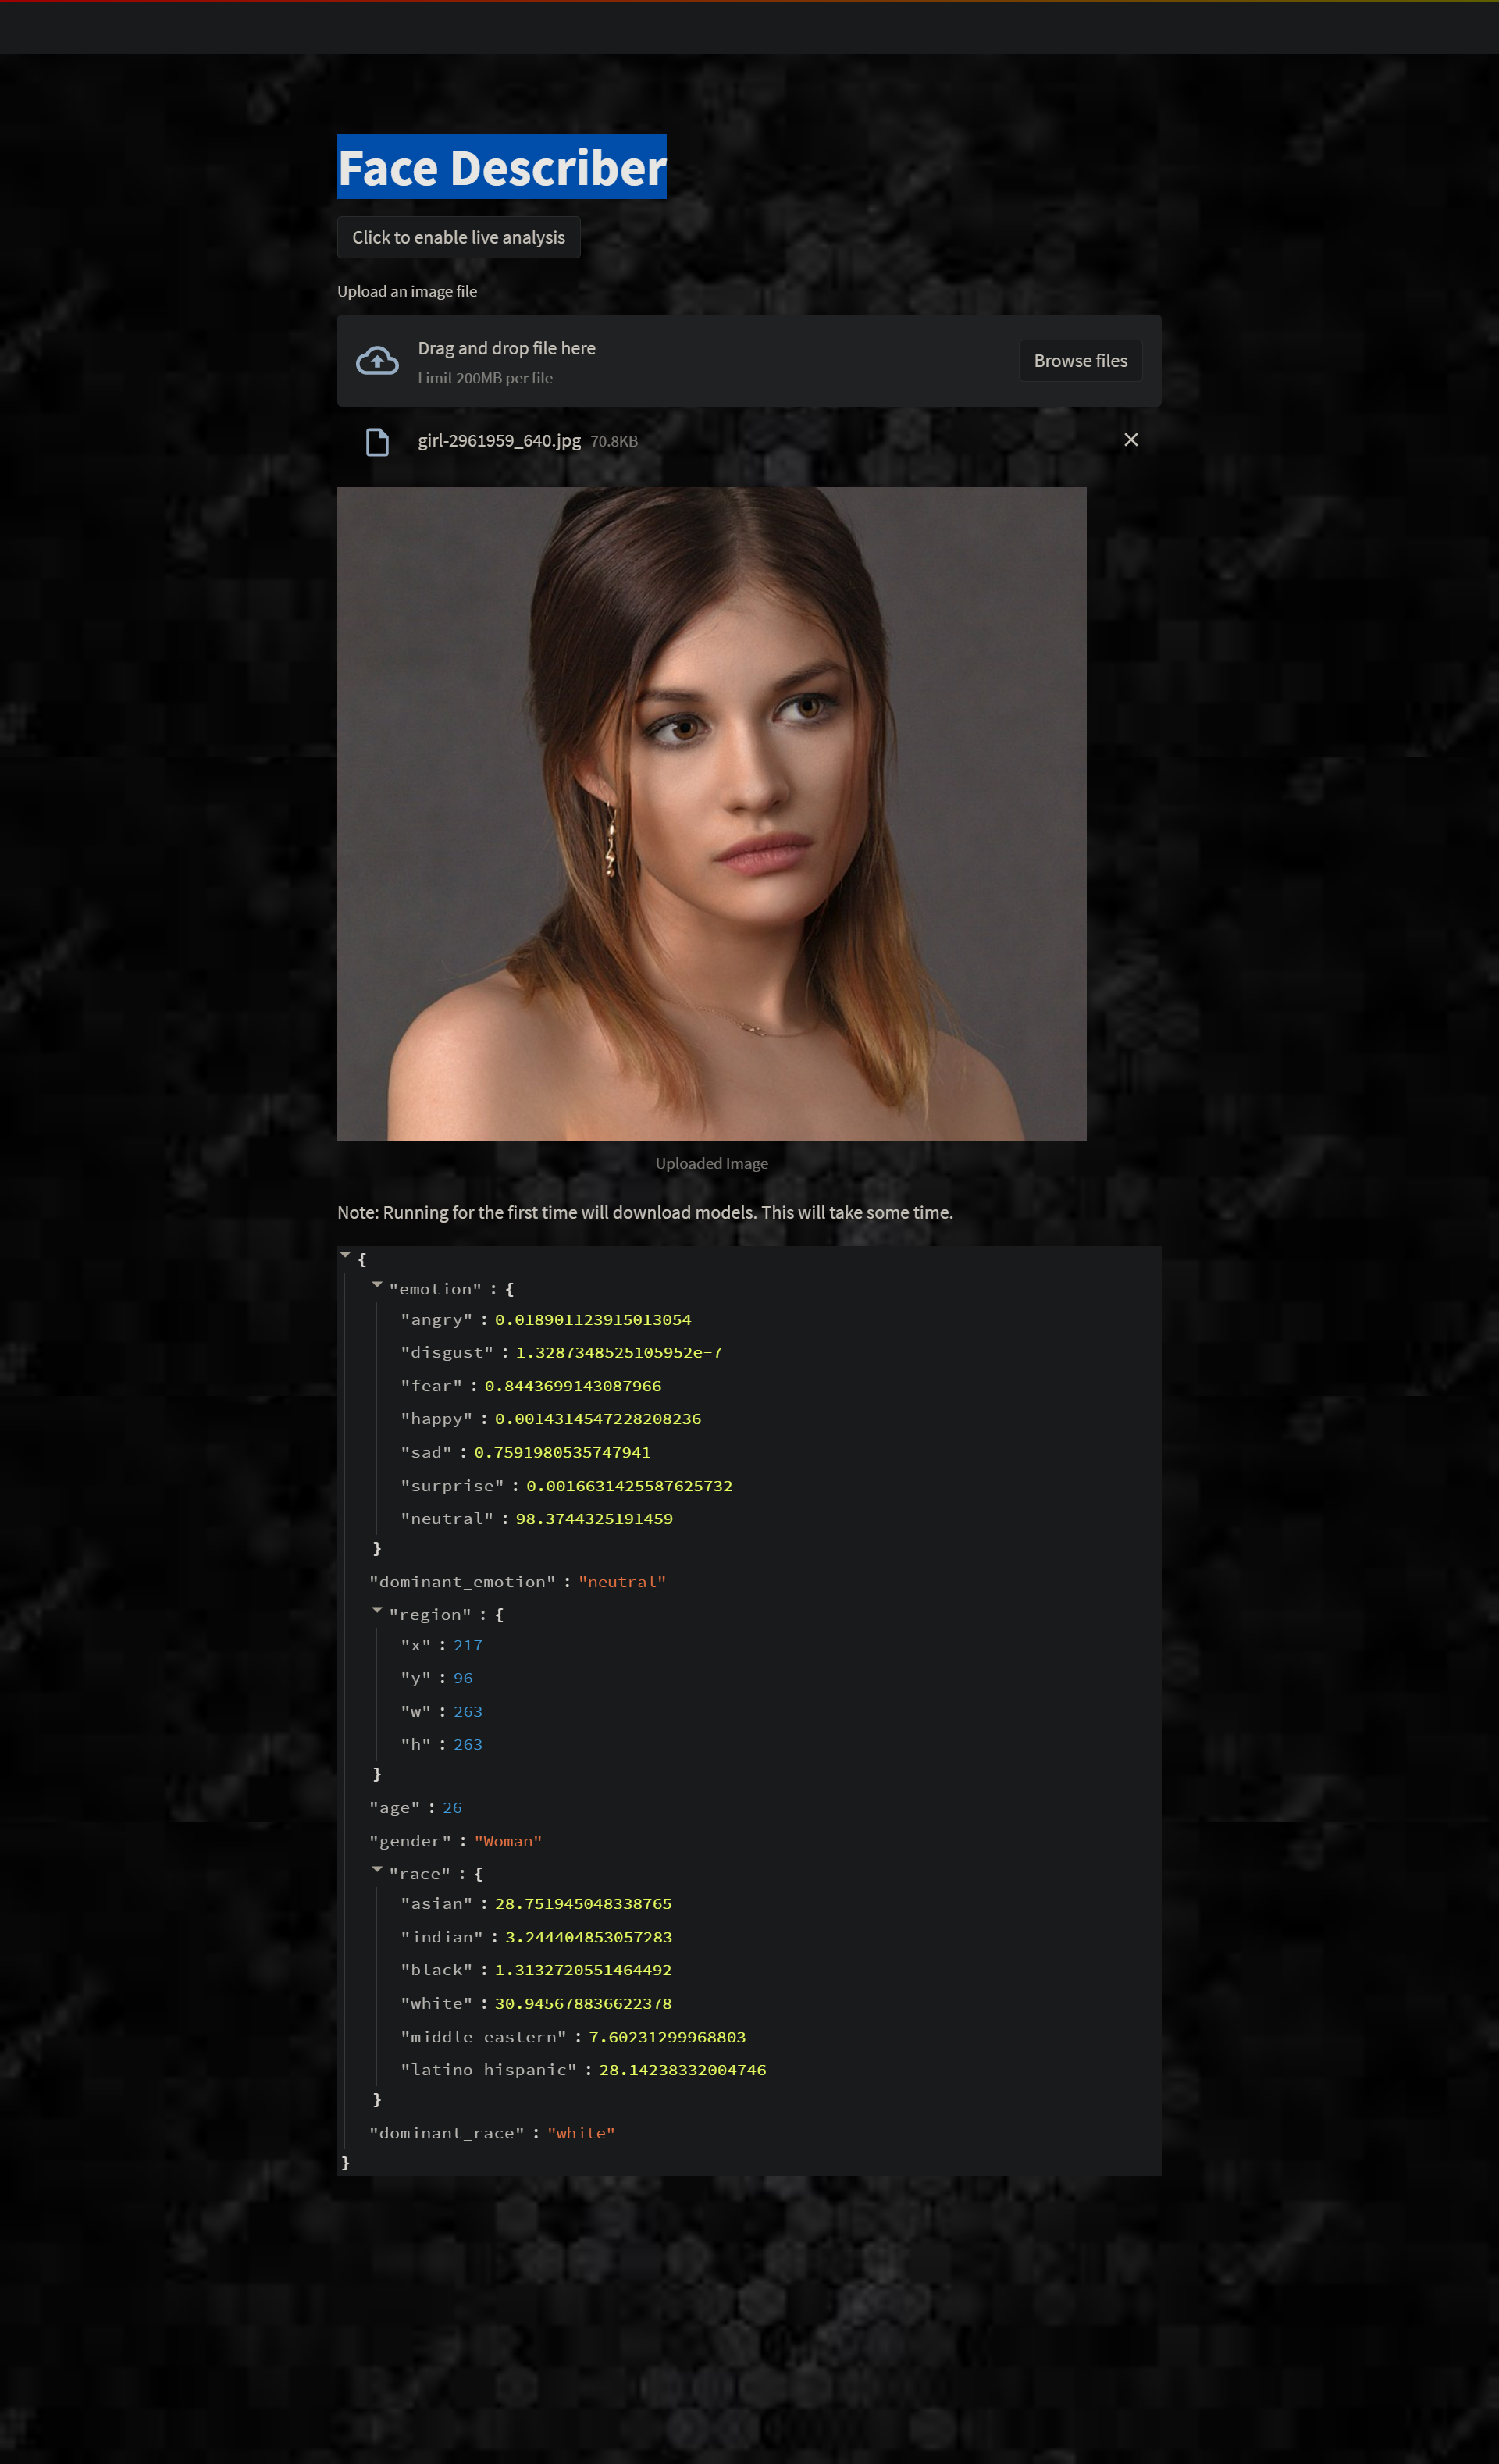 Face Describer
Click to enable live analysis
Upload an image file
Drag and drop file here
Limit 200MB per file
Browse files
girl-2961959_640.jpg 70.8KB
Uploaded Image
Note: Running for the first time will download models. This will take some time.
{
"emotion" : {
"angry" : 0.018901123915013054
"disgust" : 1.3287348525105952e-7
"fear" : 0.8443699143087966
"happy" : 0.0014314547228208236
"sad" : 0.7591980535747941
"surprise" : 0.0016631425587625732
"neutral" : 98.3744325191459
}
"dominant_emotion" : "neutral"
"region" : {
"x" : 217
"y" : 96
"w" : 263
"h" : 263
}
"age" : 26
"gender" : "Woman"
"race" : {
"asian" : 28.751945048338765
"indian" : 3.244404853057283
"black" : 1.3132720551464492
"white" : 30.945678836622378
"middle eastern" : 7.60231299968803
"latino hispanic" : 28.14238332004746
}
"dominant_race" : "white"
}